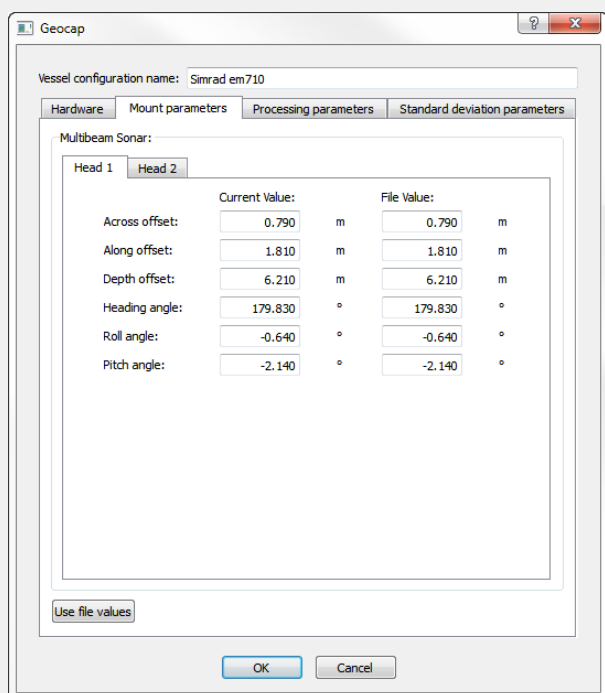 Geocap
?
Vessel configuration name: Simrad em710
Hardware Mount parameters Processing parameters Standard deviation parameters
Multibeam Sonar:
Head 1 Head 2
Current Value: File Value:
Across offset: 0.790 m 0.790 m
Along offset: 1.810 m 1.810 m
Depth offset: 6.210 m 6.210 m
Heading angle: 179.830 ° 179.830 °
Roll angle: -0.640 ° -0.640 °
Pitch angle: -2.140 ° -2.140 °
Use file values
OK Cancel